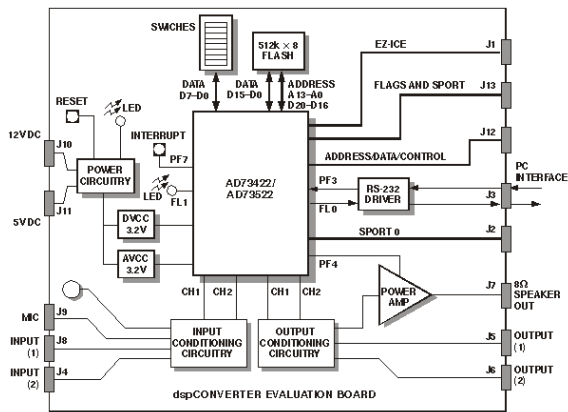 SWICHES
512k × 8
FLASH
EZ-ICE
J1
DATA
D7–D0
DATA
D15–D0
ADDRESS
A13–A0
D20–D16
FLAGS AND SPORT
J13
RESET
LED
12V DC
J10
INTERRUPT
PF7
J12
ADDRESS/DATA/CONTROL
POWER
CIRCUITRY
LED
FL1
AD73422/
AD73522
PF3
FL0
RS-232
DRIVER
PC
INTERFACE
J3
J11
5V DC
DVCC
3.2V
SPORT 0
J2
AVCC
3.2V
PF4
CH1
CH2
CH1
CH2
POWER
AMP
J7
8Ω
SPEAKER
OUT
MIC
J9
INPUT
(1)
J8
INPUT
CONDITIONING
CIRCUITRY
OUTPUT
CONDITIONING
CIRCUITRY
J5
OUTPUT
(1)
INPUT
(2)
J4
J6
OUTPUT
(2)
dspCONVERTER EVALUATION BOARD